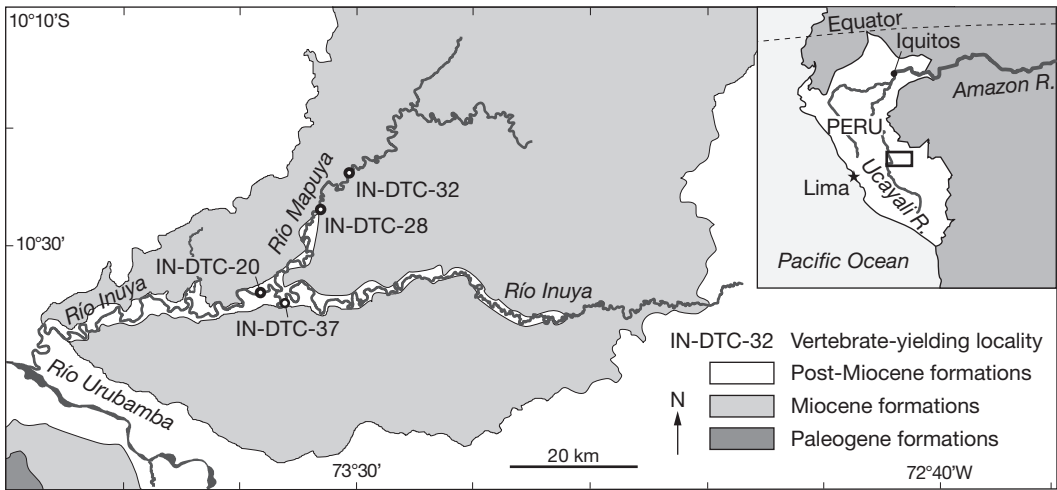 10°10'S
10°30'
Río Mapuya
IN-DTC-32
IN-DTC-28
IN-DTC-20
Río Inuya
IN-DTC-37
Río Inuya
Río Urubamba
73°30'
20 km
72°40'W
Equator
Iquitos
Amazon R.
PERU
Lima
Ucayali R.
Pacific Ocean
IN-DTC-32 Vertebrate-yielding locality
Post-Miocene formations
Miocene formations
Paleogene formations
N